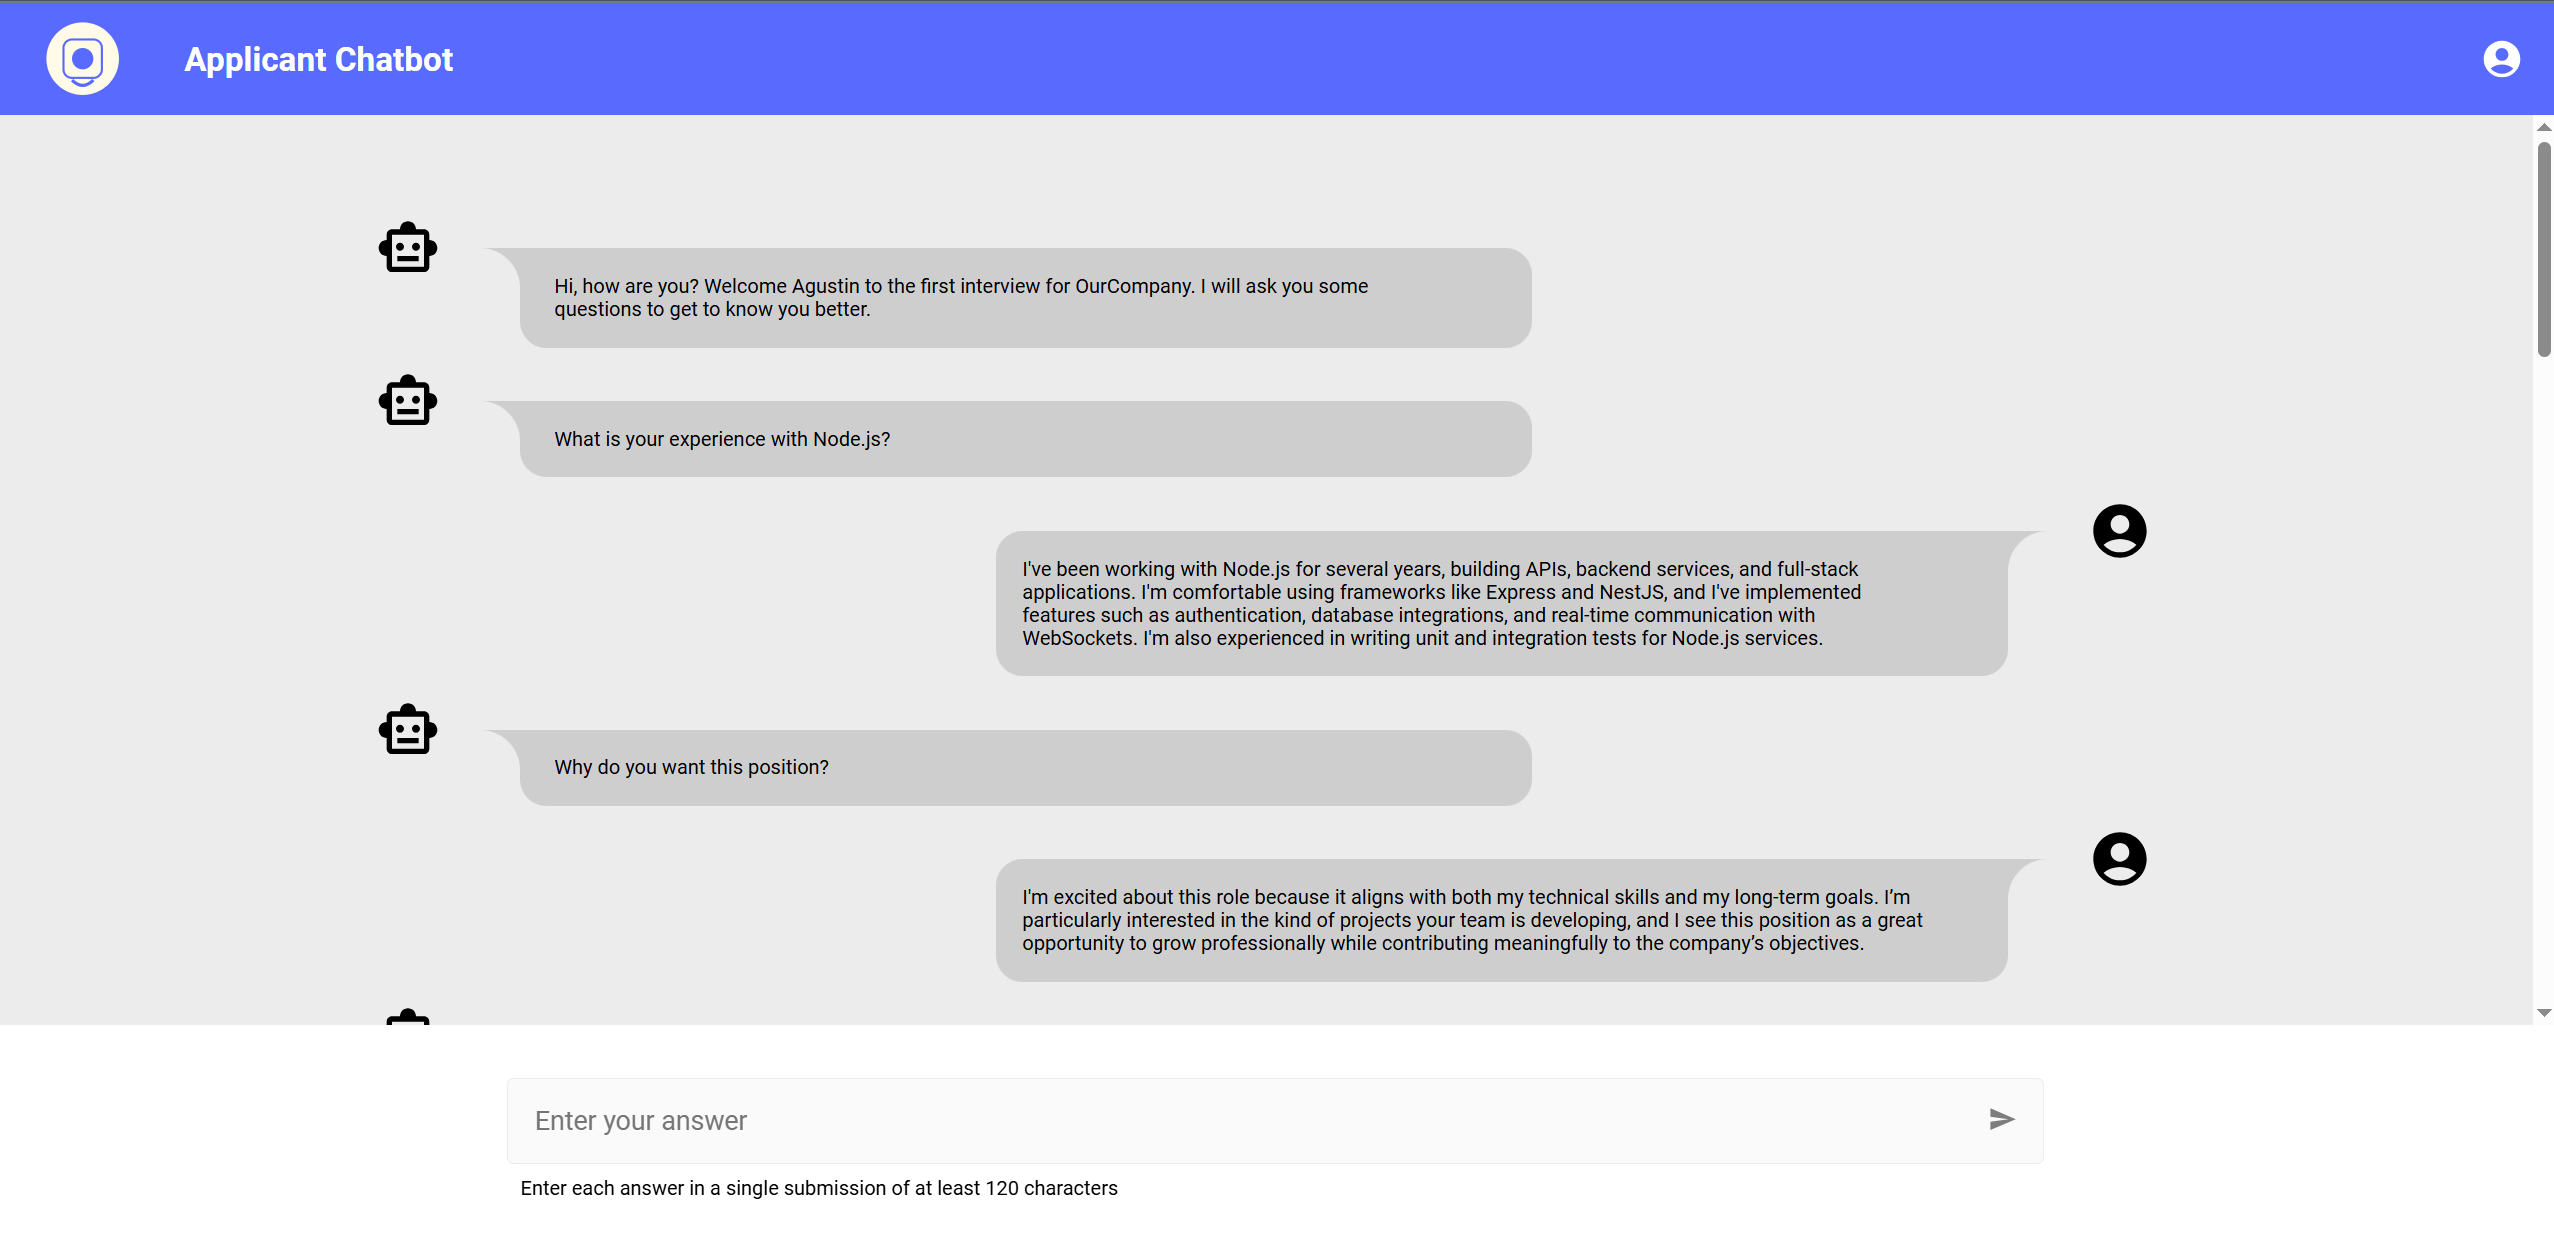 Applicant Chatbot
Hi, how are you? Welcome Agustin to the first interview for OurCompany. I will ask you some
questions to get to know you better.
What is your experience with Node.js?
I've been working with Node.js for several years, building APIs, backend services, and full-stack
applications. I'm comfortable using frameworks like Express and NestJS, and I've implemented
features such as authentication, database integrations, and real-time communication with
WebSockets. I'm also experienced in writing unit and integration tests for Node.js services.
Why do you want this position?
I'm excited about this role because it aligns with both my technical skills and my long-term goals. I’m
particularly interested in the kind of projects your team is developing, and I see this position as a great
opportunity to grow professionally while contributing meaningfully to the company’s objectives.
Enter your answer
Enter each answer in a single submission of at least 120 characters